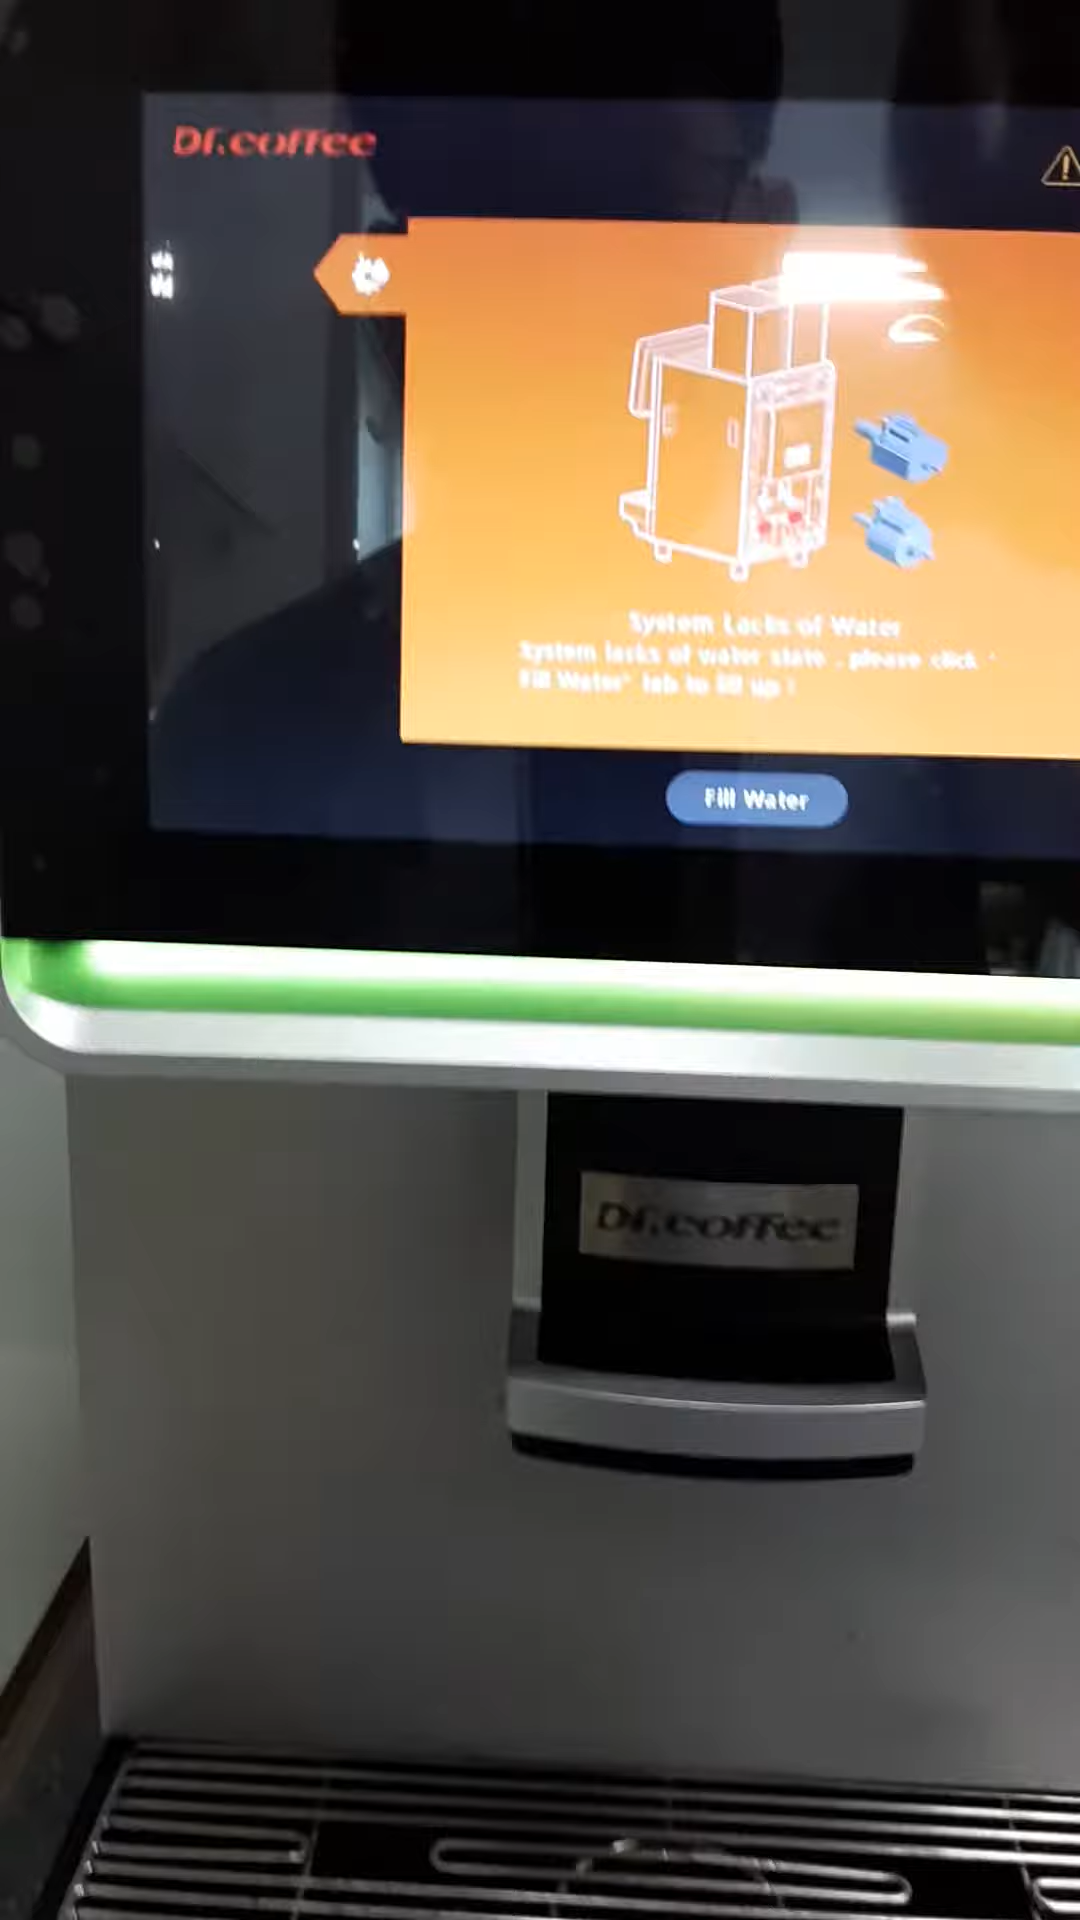 Dr.coffee
System Lacks of Water
System lacks of water state , please click "
Fill Water" tab to fill up !
Fill Water
Dr.coffee